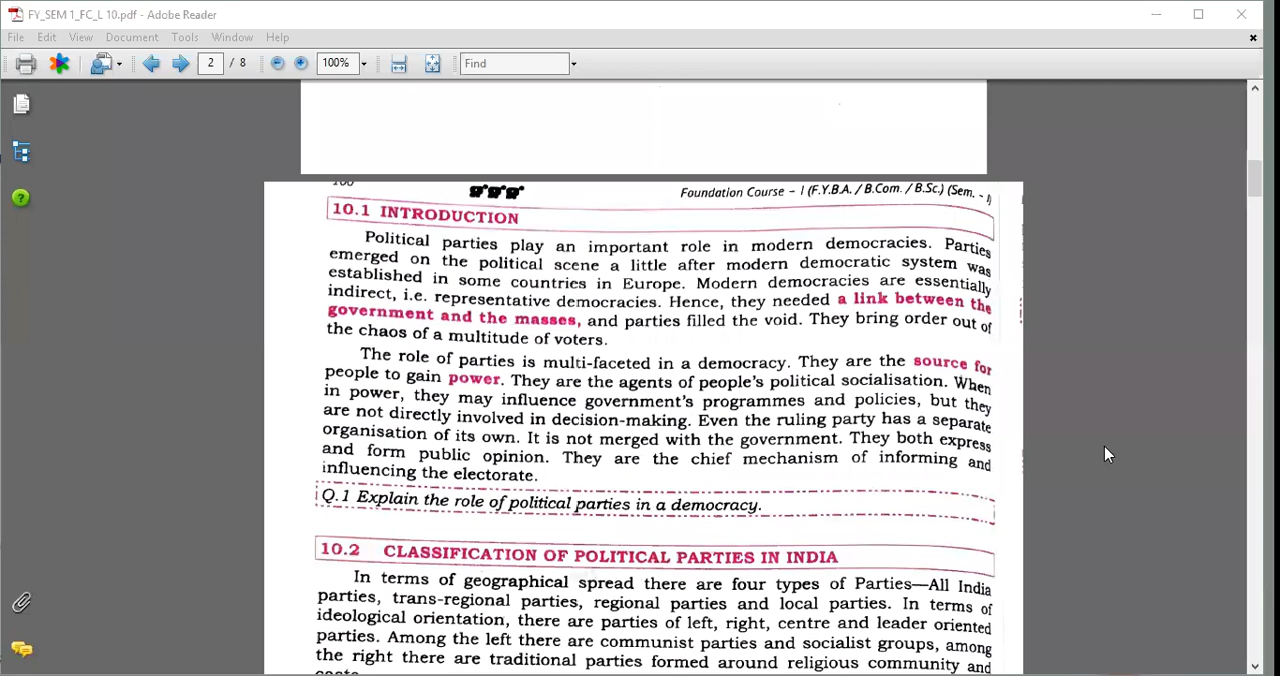 FY_SEM 1_FC_L 10.pdf - Adobe Reader
File Edit View Document Tools Window Help
2 / 8 100% Find
Foundation Course – I (F.Y.B.A. / B.Com. / B.Sc.) (Sem. - I)
10.1 INTRODUCTION
Political parties play an important role in modern democracies. Parties
emerged on the political scene a little after modern democratic system was
established in some countries in Europe. Modern democracies are essentially
indirect, i.e. representative democracies. Hence, they needed a link between the
government and the masses, and parties filled the void. They bring order out of
the chaos of a multitude of voters.
The role of parties is multi-faceted in a democracy. They are the source for
people to gain power. They are the agents of people's political socialisation. When
in power, they may influence government's programmes and policies, but they
are not directly involved in decision-making. Even the ruling party has a separate
organisation of its own. It is not merged with the government. They both express
and form public opinion. They are the chief mechanism of informing and
influencing the electorate.
Q.1 Explain the role of political parties in a democracy.
10.2 CLASSIFICATION OF POLITICAL PARTIES IN INDIA
In terms of geographical spread there are four types of Parties—All India
parties, trans-regional parties, regional parties and local parties. In terms of
ideological orientation, there are parties of left, right, centre and leader oriented
parties. Among the left there are communist parties and socialist groups, among
the right there are traditional parties formed around religious community and